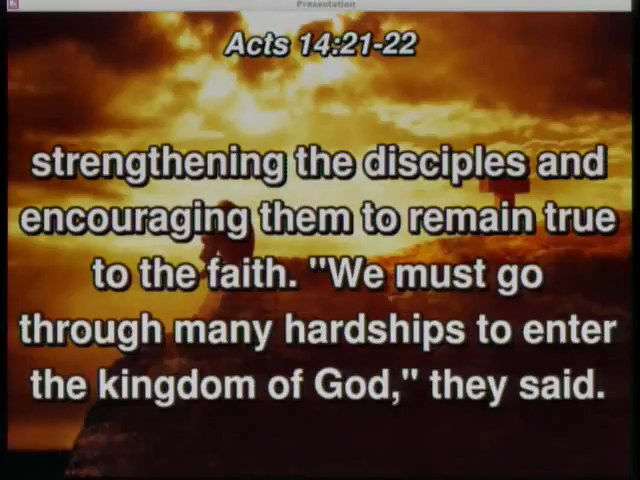 Presentation
Acts 14:21-22
strengthening the disciples and
encouraging them to remain true
to the faith. "We must go
through many hardships to enter
the kingdom of God," they said.